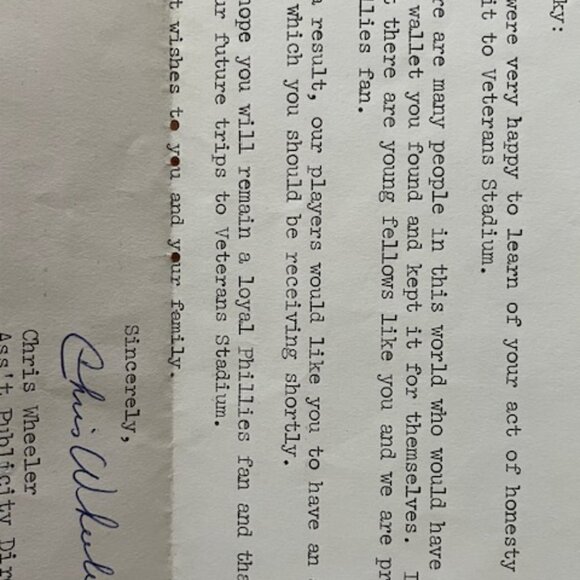 ky:
were very happy to learn of your act of honesty
it to Veterans Stadium.
re are many people in this world who would have
wallet you found and kept it for themselves. I
t there are young fellows like you and we are pr
llies fan.
a result, our players would like you to have an
which you should be receiving shortly.
hope you will remain a loyal Phillies fan and tha
ur future trips to Veterans Stadium.
t wishes to you and your family.
Sincerely,
Chris Wheele
Chris Wheeler
Ass't Publicity Dir